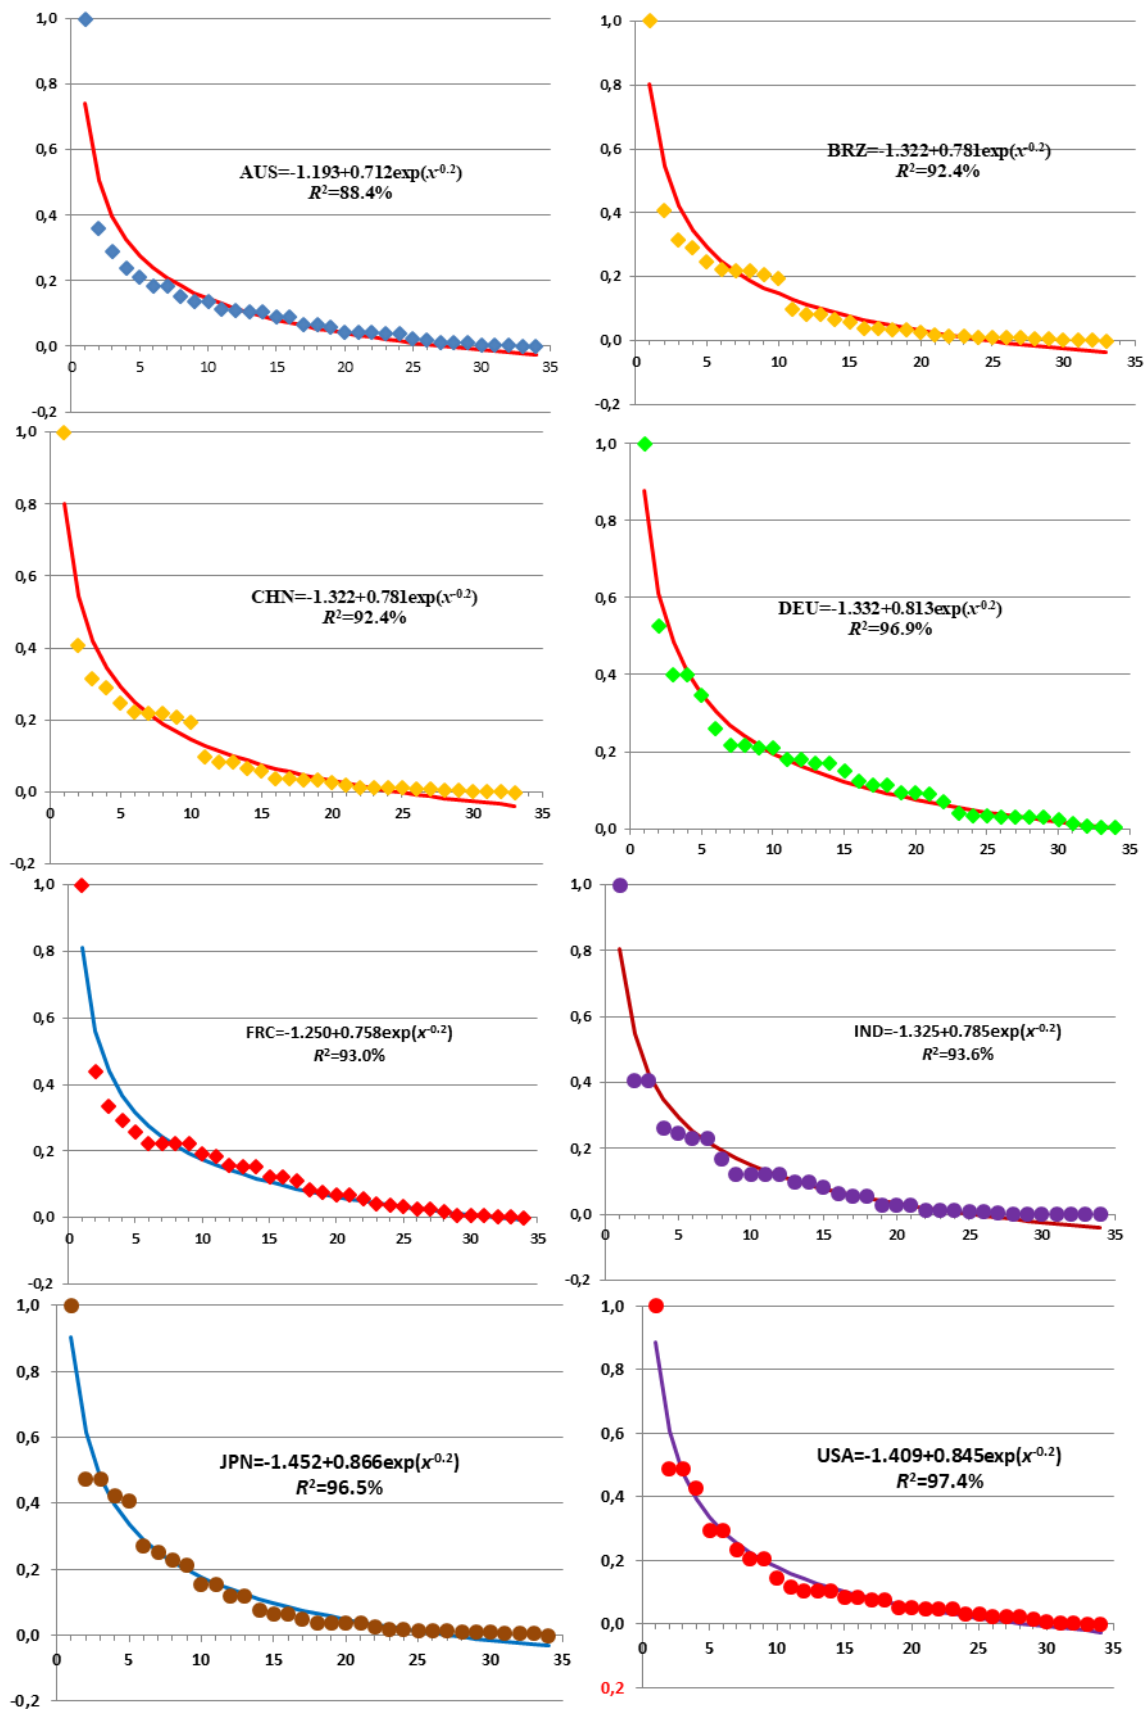 1,0
0,8
0,6
0,4
0,2
0,0
-0,2
0 5 10 15 20 25 30 35
AUS=-1.193+0.712exp(x^-0.2)
R²=88.4%
1,0
0,8
0,6
0,4
0,2
0,0
-0,2
0 5 10 15 20 25 30 35
BRZ=-1.322+0.781exp(x^-0.2)
R²=92.4%
1,0
0,8
0,6
0,4
0,2
0,0
-0,2
0 5 10 15 20 25 30 35
CHN=-1.322+0.781exp(x^-0.2)
R²=92.4%
1,0
0,8
0,6
0,4
0,2
0,0
0 5 10 15 20 25 30 35
DEU=-1.332+0.813exp(x^-0.2)
R²=96.9%
1,0
0,8
0,6
0,4
0,2
0,0
-0,2
0 5 10 15 20 25 30 35
FRC=-1.250+0.758exp(x^-0.2)
R²=93.0%
1,0
0,8
0,6
0,4
0,2
0,0
-0,2
0 5 10 15 20 25 30 35
IND=-1.325+0.785exp(x^-0.2)
R²=93.6%
1,0
0,8
0,6
0,4
0,2
0,0
-0,2
0 5 10 15 20 25 30 35
JPN=-1.452+0.866exp(x^-0.2)
R²=96.5%
1,0
0,8
0,6
0,4
0,2
0,0
0,2
0 5 10 15 20 25 30 35
USA=-1.409+0.845exp(x^-0.2)
R²=97.4%